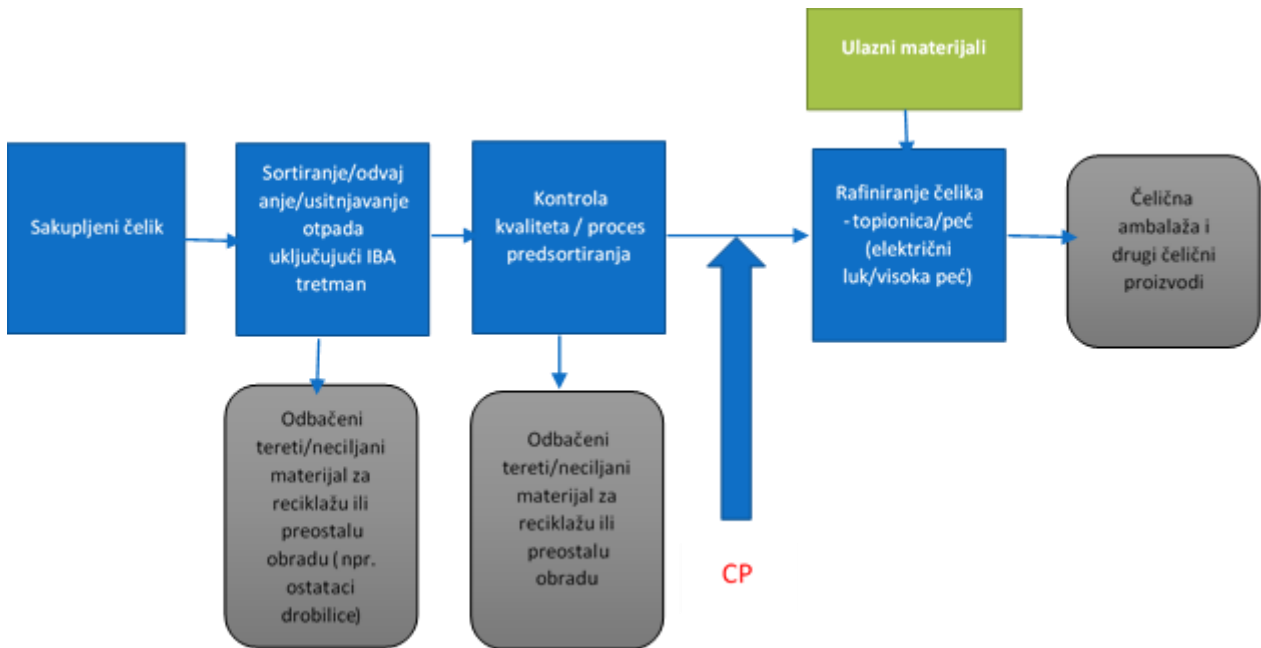 Ulazni materijali
Sakupljeni čelik
Sortiranje/odvaj
anje/usitnjavanje
otpada
uključujući IBA
tretman
Kontrola
kvaliteta / proces
predsortiranja
Rafiniranje čelika
- topionica/peć
(električni
luk/visoka peć)
Čelična
ambalaža i
drugi čelični
proizvodi
Odbačeni
tereti/neciljani
materijal za
reciklažu ili
preostalu
obradu ( npr.
ostataci
drobilice)
Odbačeni
tereti/neciljani
materijal za
reciklažu ili
preostalu
obradu
CP